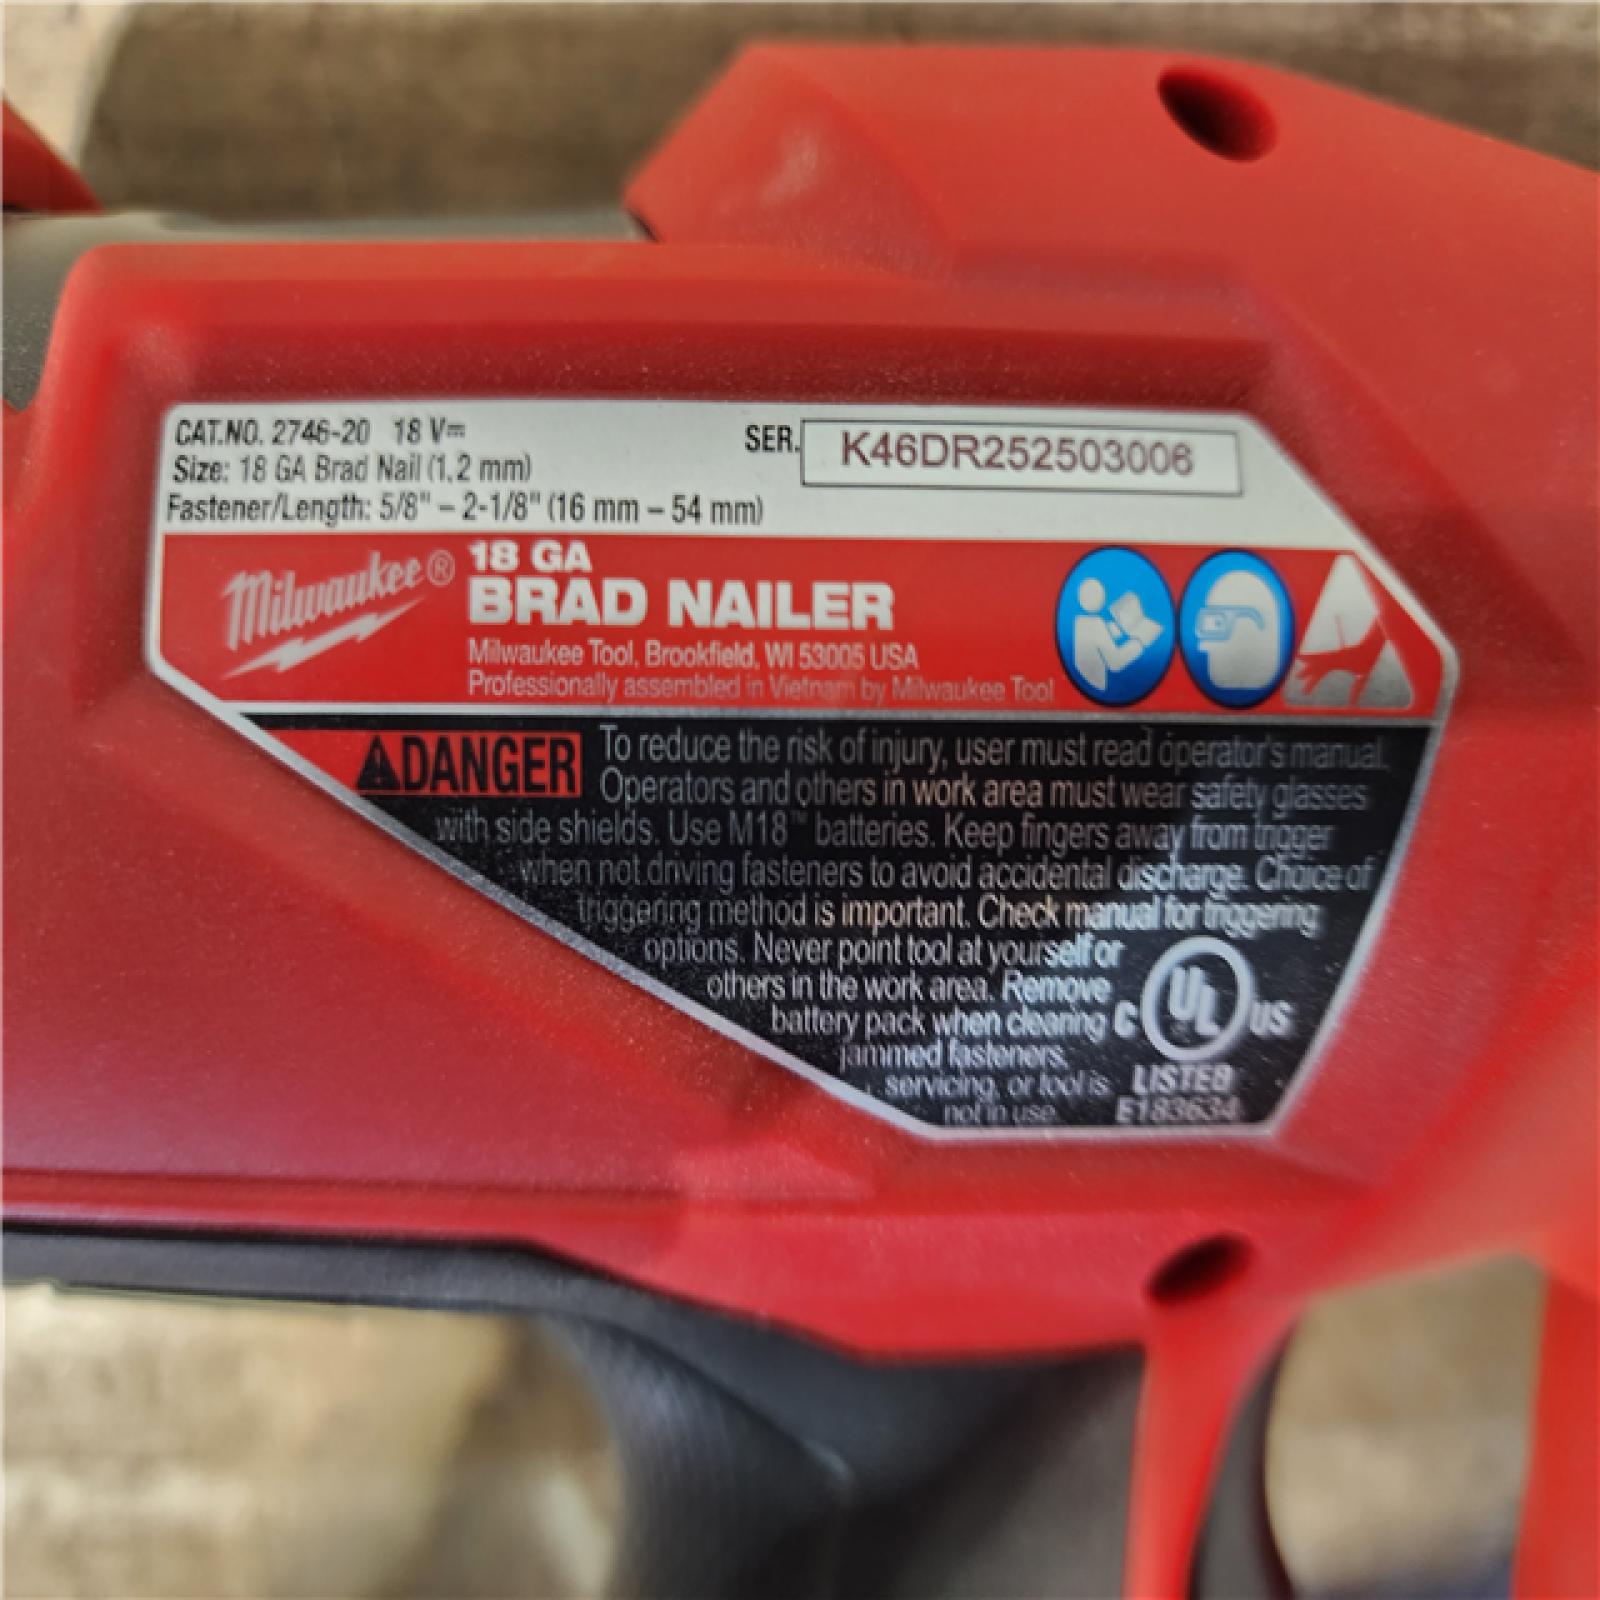 CAT.NO. 2746-20 18 V⎓
Size: 18 GA Brad Nail (1.2 mm)
Fastener/Length: 5/8" – 2-1/8" (16 mm – 54 mm)
SER. K46DR252503006
Milwaukee®
18 GA
BRAD NAILER
Milwaukee Tool, Brookfield, WI 53005 USA
Professionally assembled in Vietnam by Milwaukee Tool
DANGER To reduce the risk of injury, user must read operator's manual.
Operators and others in work area must wear safety glasses
with side shields. Use M18™ batteries. Keep fingers away from trigger
when not driving fasteners to avoid accidental discharge. Choice of
triggering method is important. Check manual for triggering
options. Never point tool at yourself or
others in the work area. Remove
battery pack when clearing
jammed fasteners,
servicing, or tool is
not in use.
C UL US
LISTED
E183634